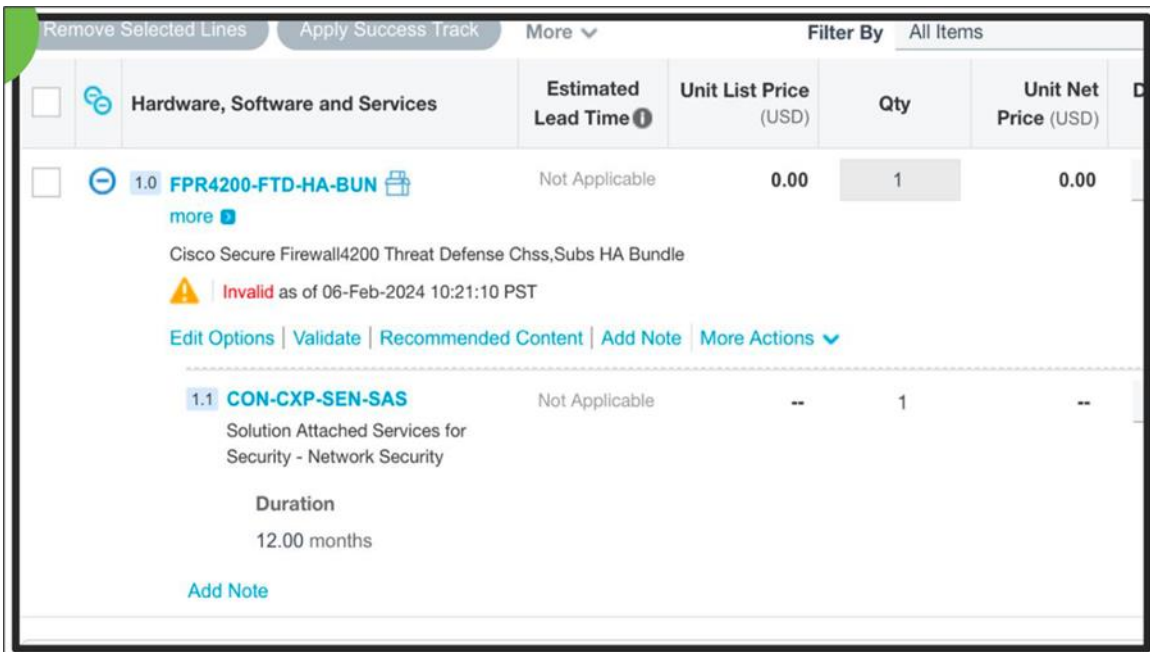 Remove Selected Lines Apply Success Track More Filter By All Items
Hardware, Software and Services Estimated Lead Time Unit List Price (USD) Qty Unit Net Price (USD) D
1.0 FPR4200-FTD-HA-BUN Not Applicable 0.00 1 0.00
more
Cisco Secure Firewall4200 Threat Defense Chss,Subs HA Bundle
Invalid as of 06-Feb-2024 10:21:10 PST
Edit Options | Validate | Recommended Content | Add Note | More Actions
1.1 CON-CXP-SEN-SAS Not Applicable -- 1 --
Solution Attached Services for
Security - Network Security
Duration
12.00 months
Add Note